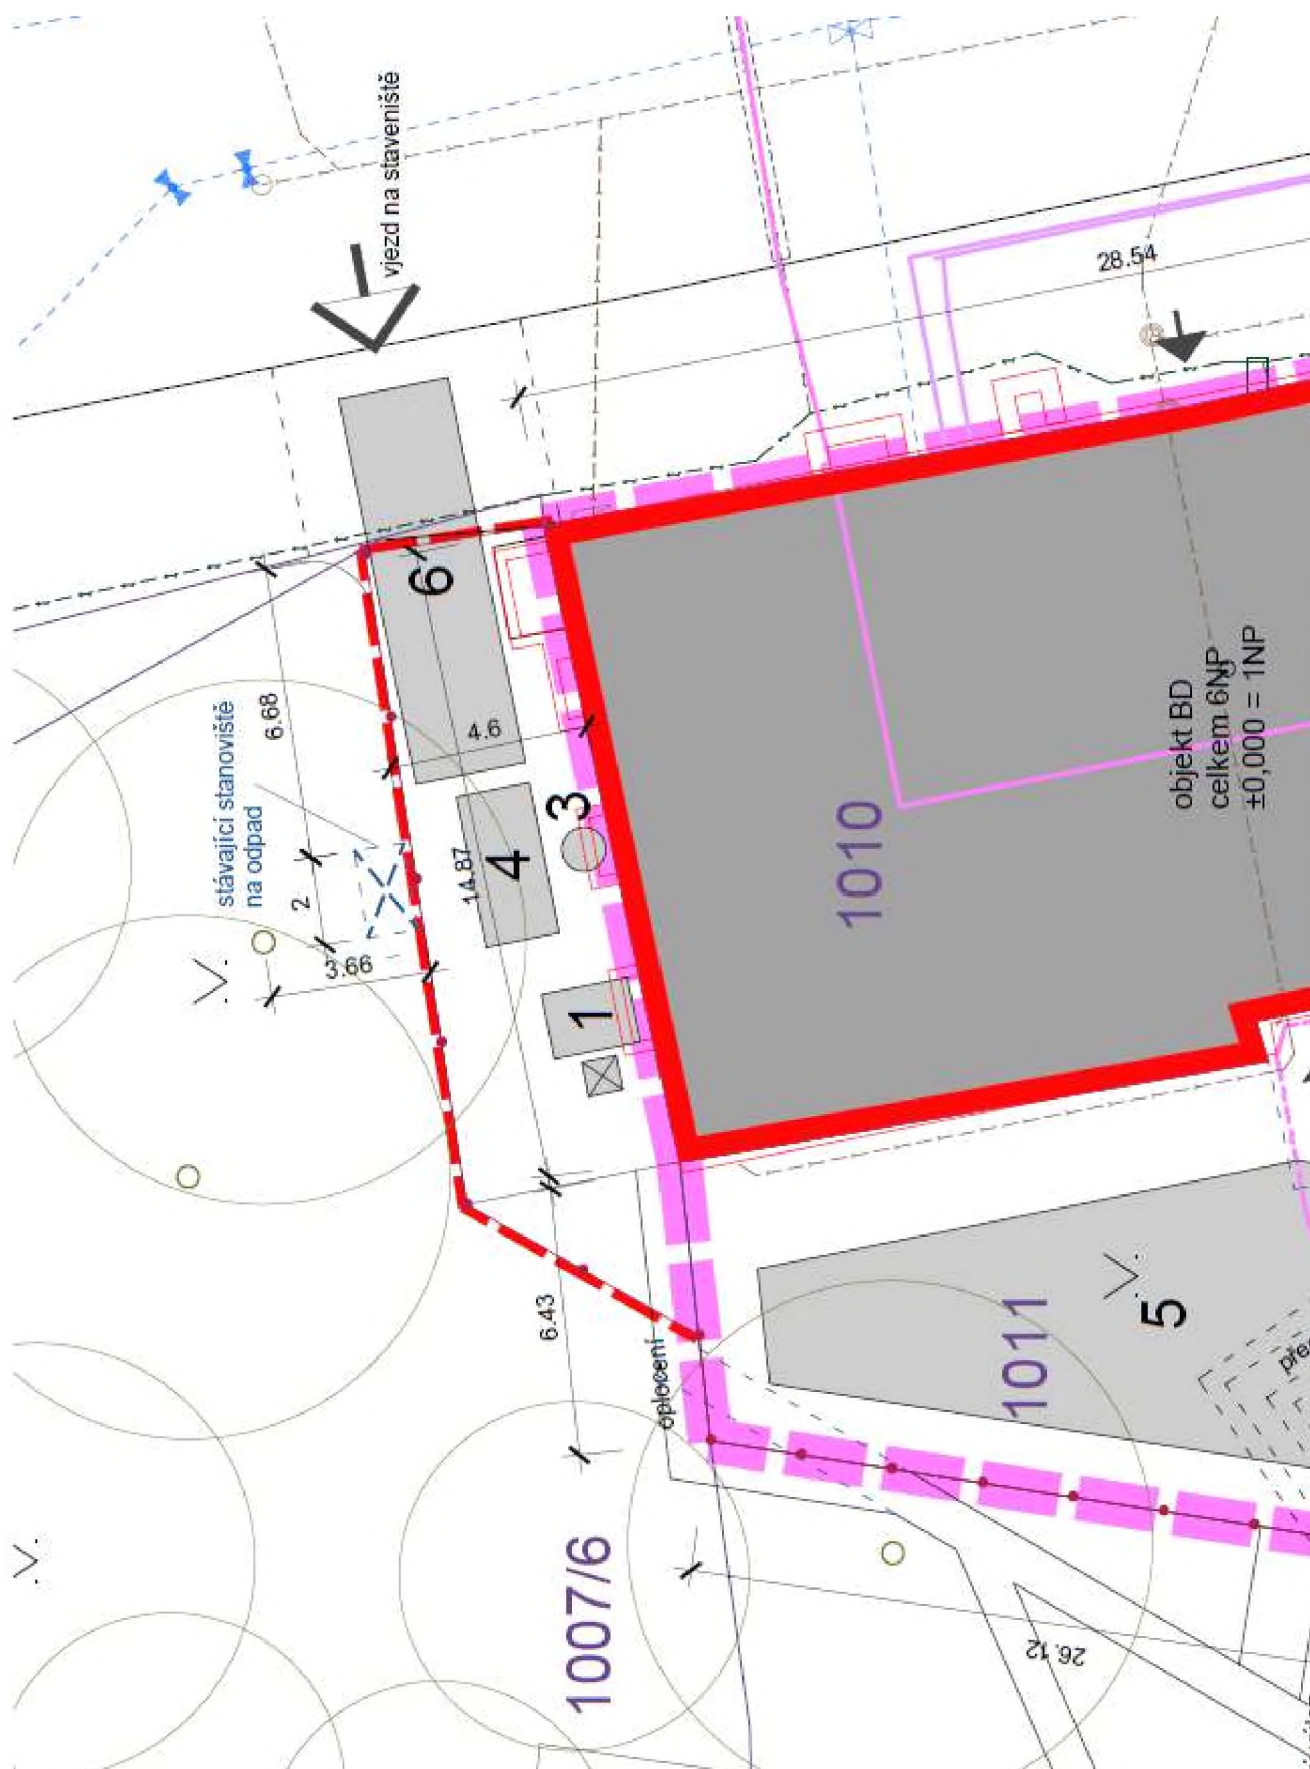 vjezd na staveniště
28.54
6
6.68
stávající stanoviště
na odpad
4.6
3
4
14.87
2
3.66
1
1010
objekt BD
celkem 6NP
±0,000 = 1NP
6.43
oplocení
1011
5
1007/6
26.12